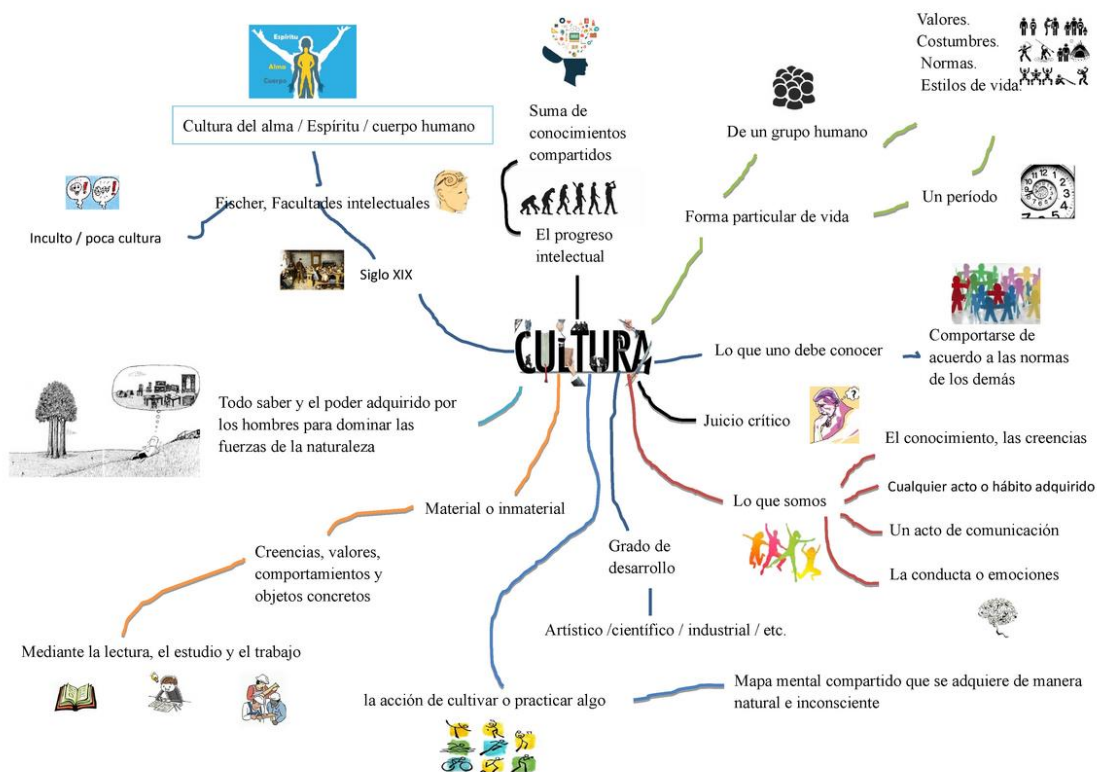 Espíritu
Alma
Cuerpo
Cultura del alma / Espíritu / cuerpo humano
Fischer, Facultades intelectuales
Inculto / poca cultura
Siglo XIX
Suma de
conocimientos
compartidos
El progreso
intelectual
Valores.
Costumbres.
Normas.
Estilos de vida.
De un grupo humano
Un período
Forma particular de vida
CULTURA
Lo que uno debe conocer
Comportarse de
acuerdo a las normas
de los demás
Juicio crítico
?
El conocimiento, las creencias
Lo que somos
Cualquier acto o hábito adquirido
Un acto de comunicación
La conducta o emociones
Todo saber y el poder adquirido por
los hombres para dominar las
fuerzas de la naturaleza
Material o inmaterial
Creencias, valores,
comportamientos y
objetos concretos
Mediante la lectura, el estudio y el trabajo
Grado de
desarrollo
Artístico /científico / industrial / etc.
la acción de cultivar o practicar algo
Mapa mental compartido que se adquiere de manera
natural e inconsciente